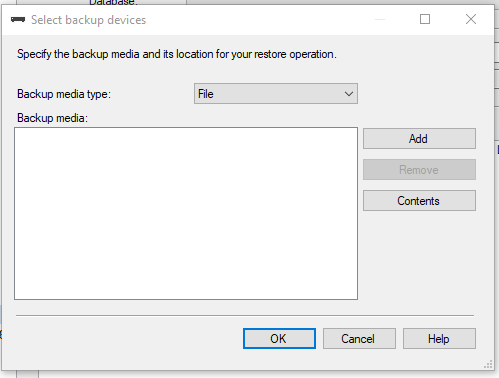 Database:
Select backup devices
Specify the backup media and its location for your restore operation.
Backup media type:
File
Backup media:
Add
Remove
Contents
OK
Cancel
Help